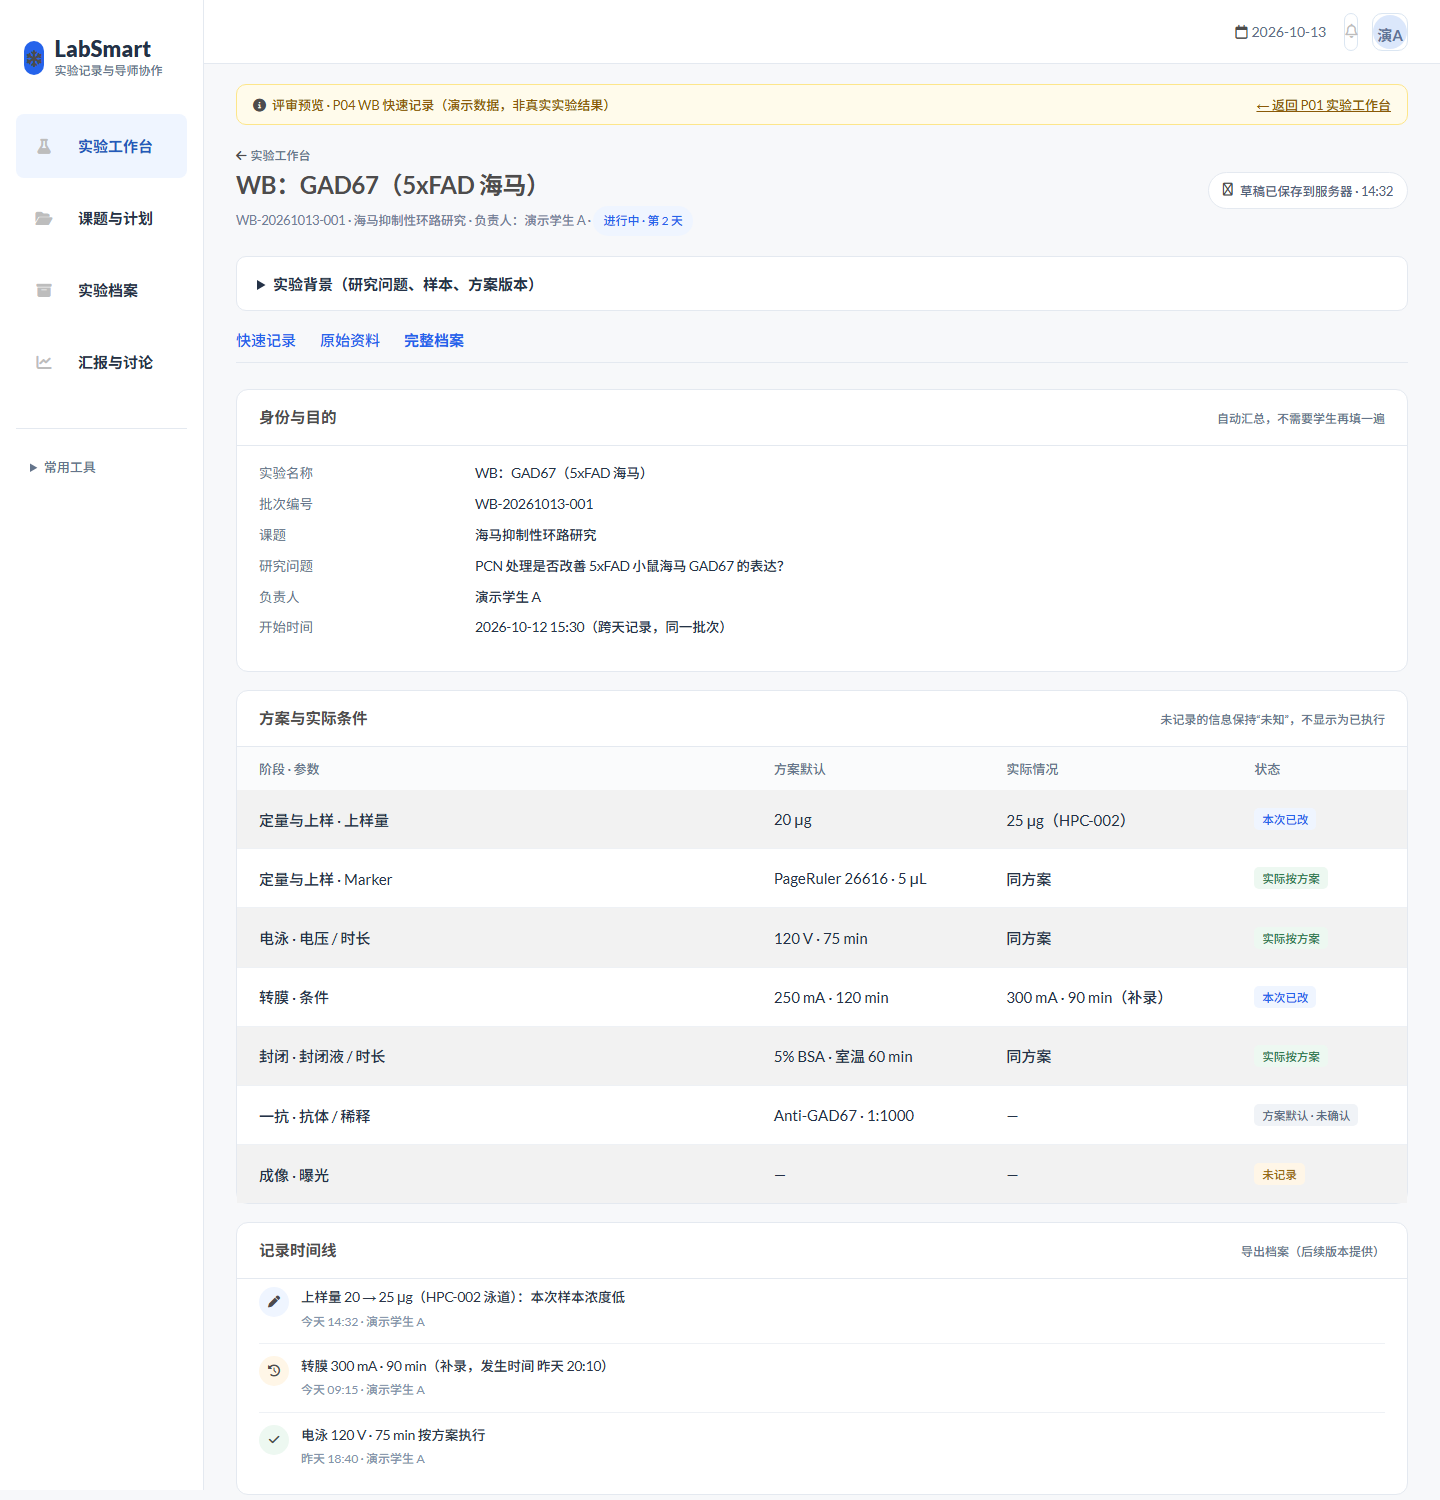 LabSmart
实验记录与导师协作
实验工作台
课题与计划
实验档案
汇报与讨论
常用工具
2026-10-13
演A
评审预览 · P04 WB 快速记录（演示数据，非真实实验结果）
← 返回 P01 实验工作台
← 实验工作台
WB：GAD67（5xFAD 海马）
WB-20261013-001 · 海马抑制性环路研究 · 负责人：演示学生 A · 进行中 · 第 2 天
草稿已保存到服务器 · 14:32
实验背景（研究问题、样本、方案版本）
快速记录 原始资料 完整档案
身份与目的
自动汇总，不需要学生再填一遍
实验名称 WB：GAD67（5xFAD 海马）
批次编号 WB-20261013-001
课题 海马抑制性环路研究
研究问题 PCN 处理是否改善 5xFAD 小鼠海马 GAD67 的表达？
负责人 演示学生 A
开始时间 2026-10-12 15:30（跨天记录，同一批次）
方案与实际条件
未记录的信息保持“未知”，不显示为已执行
阶段 · 参数 方案默认 实际情况 状态
定量与上样 · 上样量 20 µg 25 µg（HPC-002） 本次已改
定量与上样 · Marker PageRuler 26616 · 5 µL 同方案 实际按方案
电泳 · 电压 / 时长 120 V · 75 min 同方案 实际按方案
转膜 · 条件 250 mA · 120 min 300 mA · 90 min（补录） 本次已改
封闭 · 封闭液 / 时长 5% BSA · 室温 60 min 同方案 实际按方案
一抗 · 抗体 / 稀释 Anti-GAD67 · 1:1000 — 方案默认 · 未确认
成像 · 曝光 — — 未记录
记录时间线
导出档案（后续版本提供）
上样量 20 → 25 µg（HPC-002 泳道）：本次样本浓度低
今天 14:32 · 演示学生 A
转膜 300 mA · 90 min（补录，发生时间 昨天 20:10）
今天 09:15 · 演示学生 A
电泳 120 V · 75 min 按方案执行
昨天 18:40 · 演示学生 A